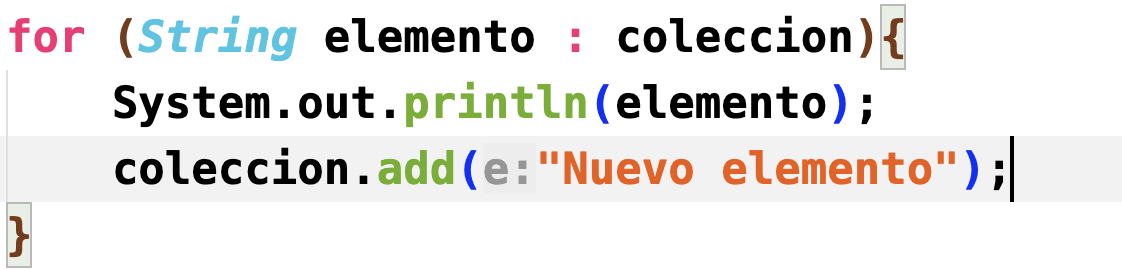 for (String elemento : coleccion){
    System.out.println(elemento);
    coleccion.add(e:"Nuevo elemento");
}